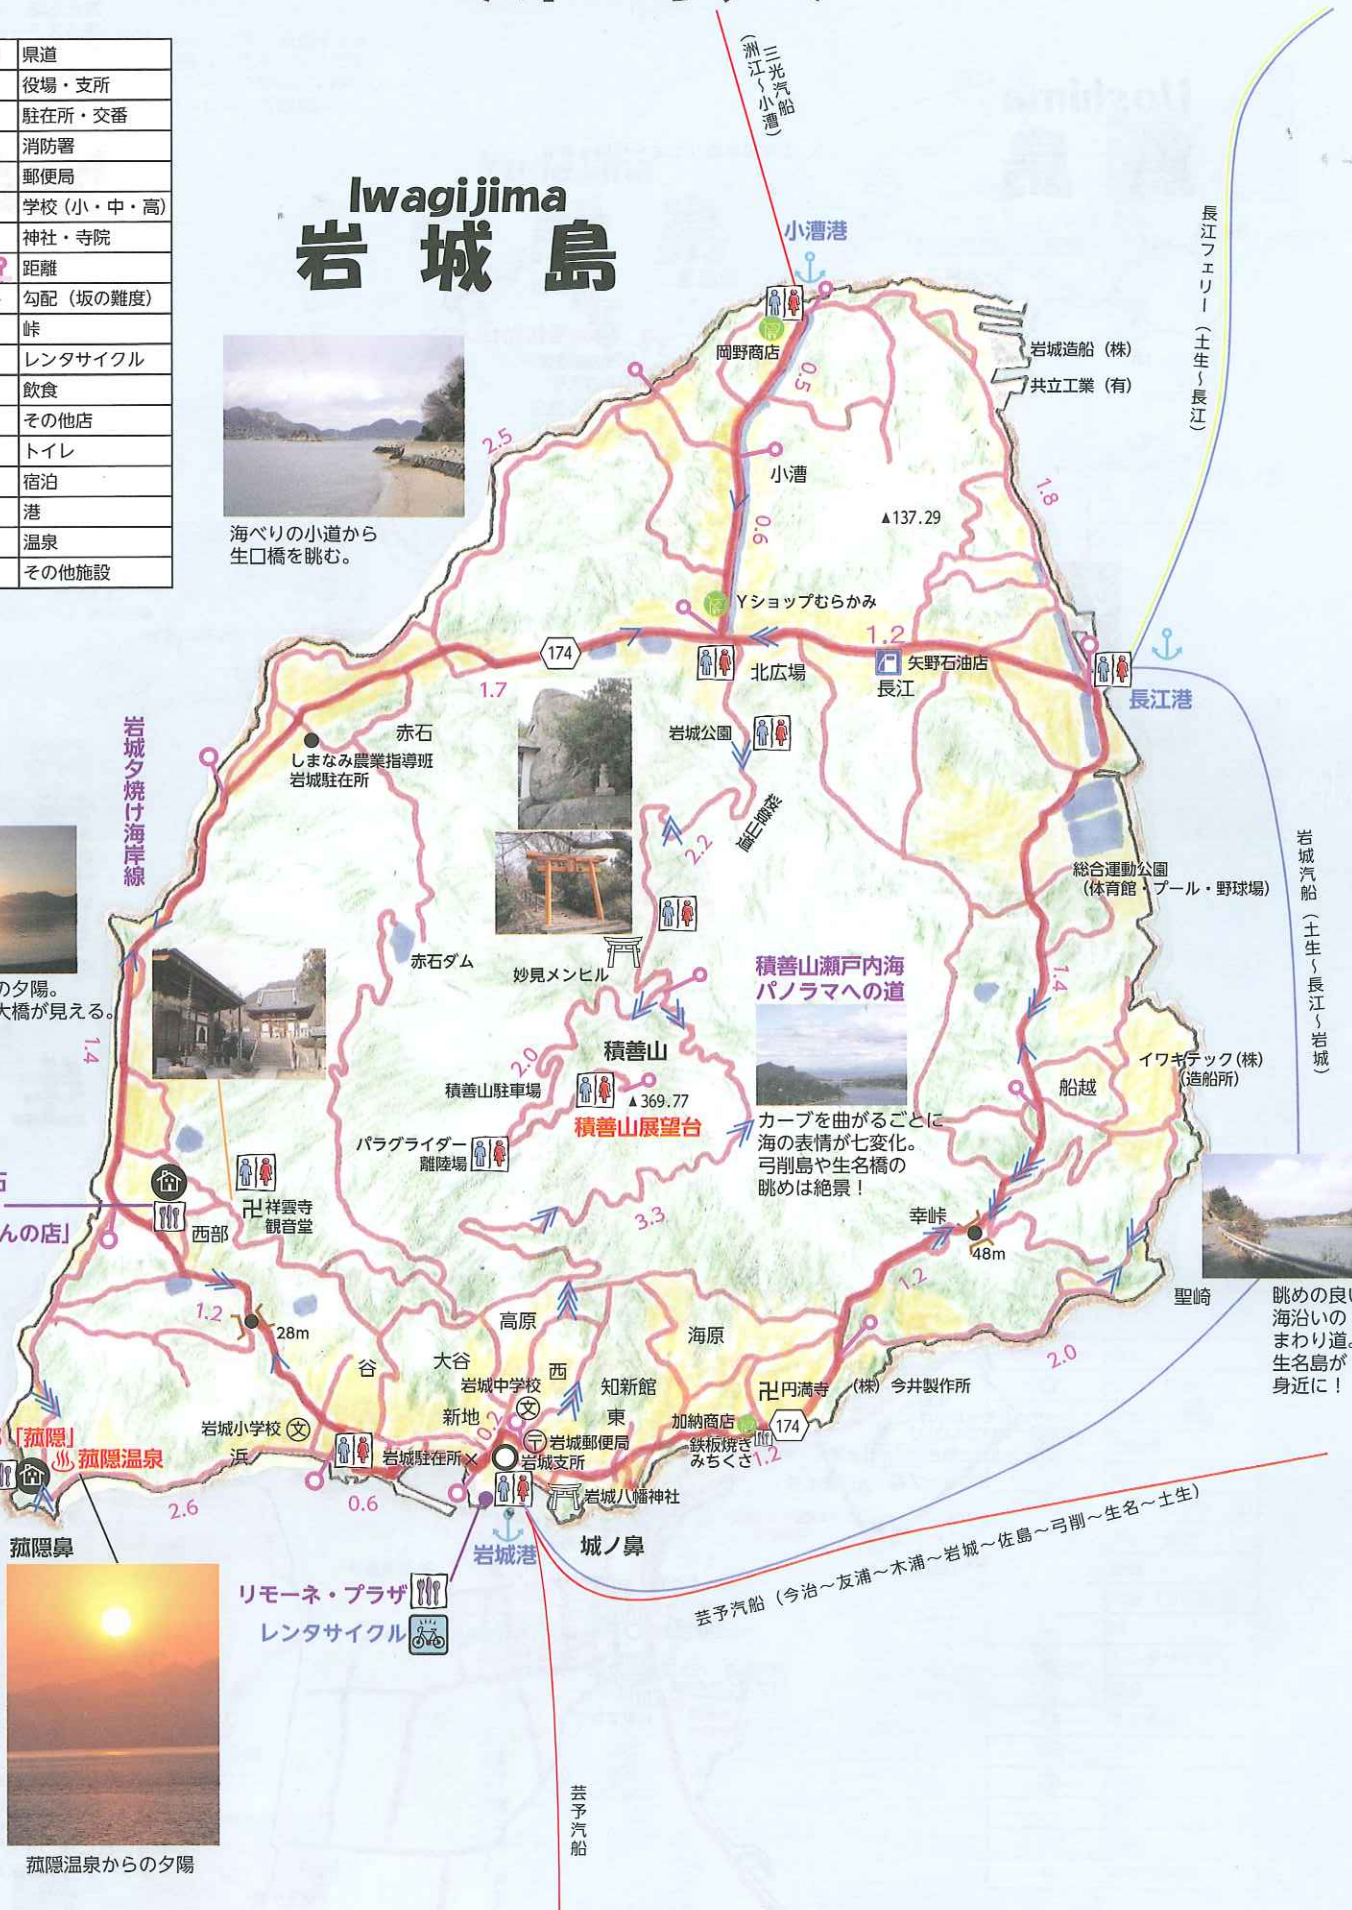 県道
役場・支所
駐在所・交番
消防署
郵便局
学校（小・中・高）
神社・寺院
距離
勾配（坂の難度）
峠
レンタサイクル
飲食
その他店
トイレ
宿泊
港
温泉
その他施設
Iwagijima
岩城島
三光汽船
（洲江～小漕）
小漕港
長江フェリー（土生～長江）
岡野商店
0.5
岩城造船（株）
共立工業（有）
2.5
小漕
1.8
海べりの小道から
生口橋を眺む。
0.6
▲137.29
Yショップむらかみ
174
1.2
矢野石油店
北広場
長江
長江港
1.7
岩城夕焼け海岸線
赤石
しまなみ農業指導班
岩城駐在所
岩城公園
桜登山道
2.2
総合運動公園
（体育館・プール・野球場）
岩城汽船（土生～長江～岩城）
赤石ダム
妙見メンヒル
積善山瀬戸内海
パノラマへの道
1.4
の夕陽。
大橋が見える。
1.4
2.0
積善山
積善山駐車場
▲369.77
積善山展望台
パラグライダー
離陸場
カーブを曲がるごとに
海の表情が七変化。
弓削島や生名橋の
眺めは絶景！
船越
イワキテック（株）
（造船所）
んの店」
西部
卍祥雲寺
観音堂
3.3
幸峠
48m
聖崎
眺めの良い
海沿いの
まわり道。
生名島が
身近に！
1.2
28m
1.2
2.0
高原
海原
谷
大谷
西
岩城中学校
文
知新館
卍円満寺
（株）今井製作所
新地
0.2
東
加納商店
174
岩城小学校
文
岩城郵便局
鉄板焼き
みちくさ
1.2
「菰隠」
菰隠温泉
浜
岩城駐在所×
岩城支所
2.6
0.6
岩城八幡神社
菰隠鼻
岩城港
城ノ鼻
リモーネ・プラザ
レンタサイクル
芸予汽船（今治～友浦～木浦～岩城～佐島～弓削～生名～土生）
芸予汽船
菰隠温泉からの夕陽